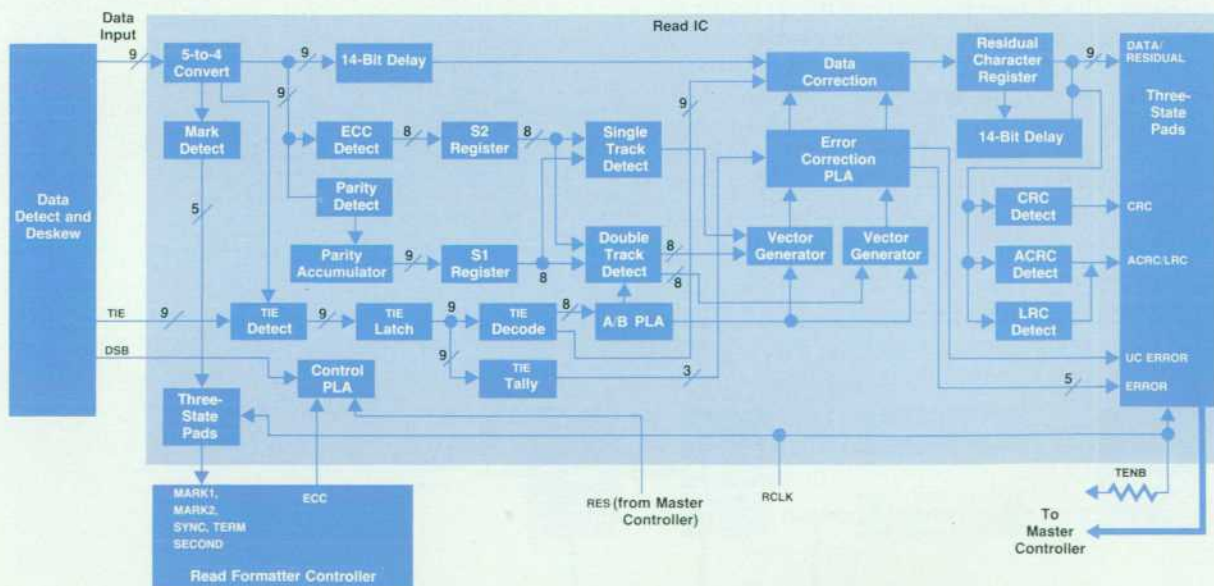 Data
Input
Read IC
9
5-to-4
Convert
9
14-Bit Delay
Data
Correction
Residual
Character
Register
9
DATA/
RESIDUAL
Three-
State
Pads
9
9
Mark
Detect
ECC
Detect
8
S2
Register
8
Single
Track
Detect
Error
Correction
PLA
14-Bit Delay
Data
Detect and
Deskew
5
Parity
Detect
CRC
Detect
CRC
Parity
Accumulator
9
S1
Register
8
Double
Track
Detect
8
8
Vector
Generator
Vector
Generator
ACRC
Detect
ACRC/LRC
TIE
9
TIE
Detect
9
TIE
Latch
9
TIE
Decode
8
A/B PLA
LRC
Detect
DSB
9
Control
PLA
TIE
Tally
3
UC ERROR
5
ERROR
Three-
State
Pads
MARK1,
MARK2,
SYNC, TERM
SECOND
ECC
Read Formatter Controller
RES (from Master
Controller)
RCLK
TENB
To
Master
Controller